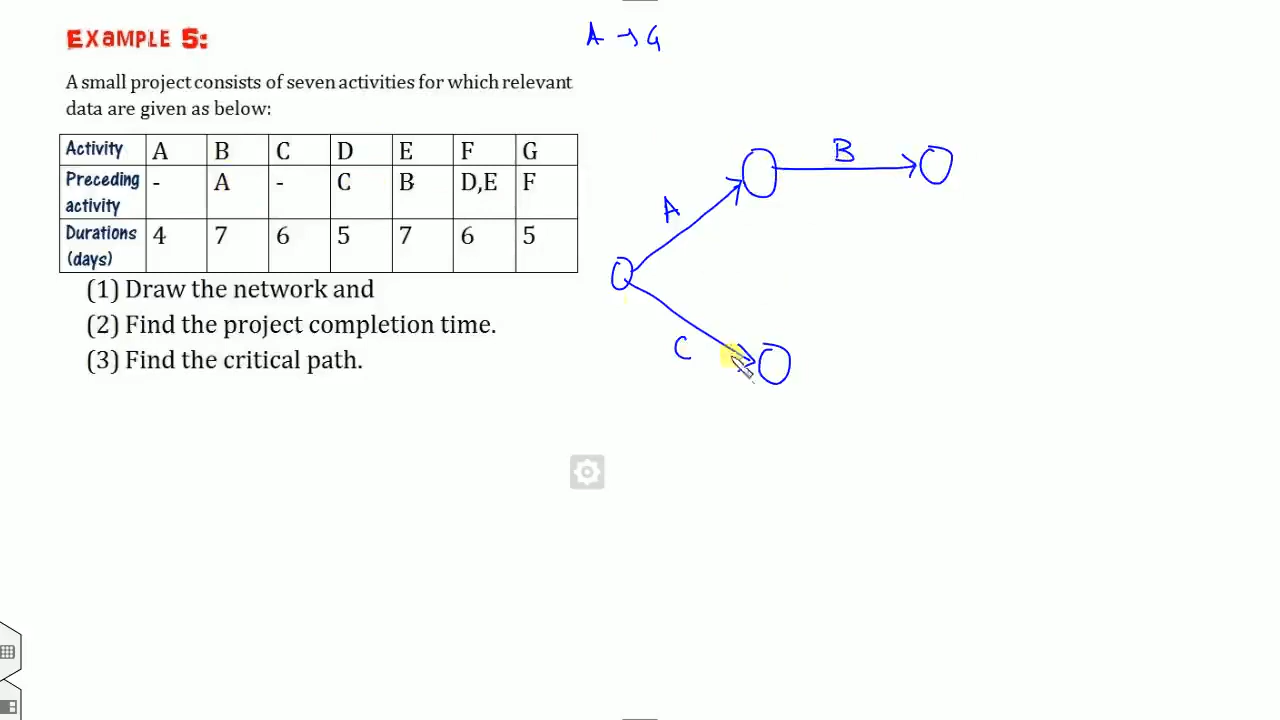 Example 5:
A → G
A small project consists of seven activities for which relevant
data are given as below:
Activity A B C D E F G
Preceding activity - A - C B D,E F
Durations (days) 4 7 6 5 7 6 5
(1) Draw the network and
(2) Find the project completion time.
(3) Find the critical path.
B
A
C